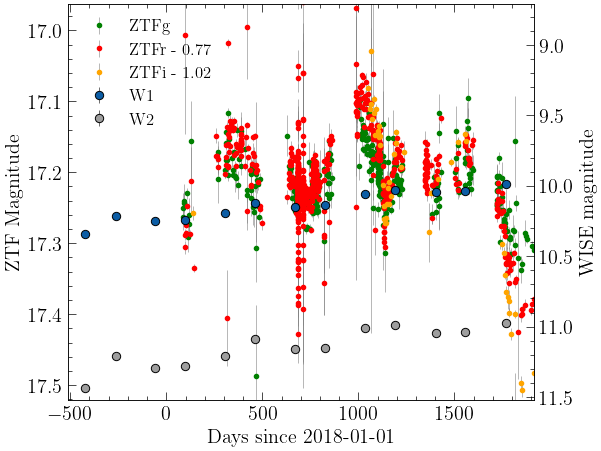 ZTFg
ZTFr - 0.77
ZTFi - 1.02
W1
W2
17.0
17.1
17.2
17.3
17.4
17.5
ZTF Magnitude
9.0
9.5
10.0
10.5
11.0
11.5
WISE magnitude
−500
0
500
1000
1500
Days since 2018-01-01